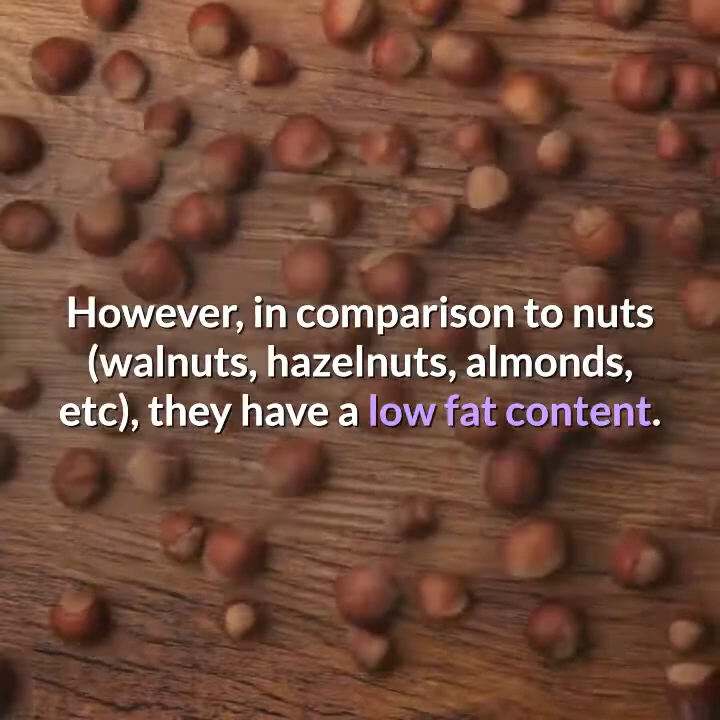 However, in comparison to nuts
(walnuts, hazelnuts, almonds,
etc), they have a low fat content.